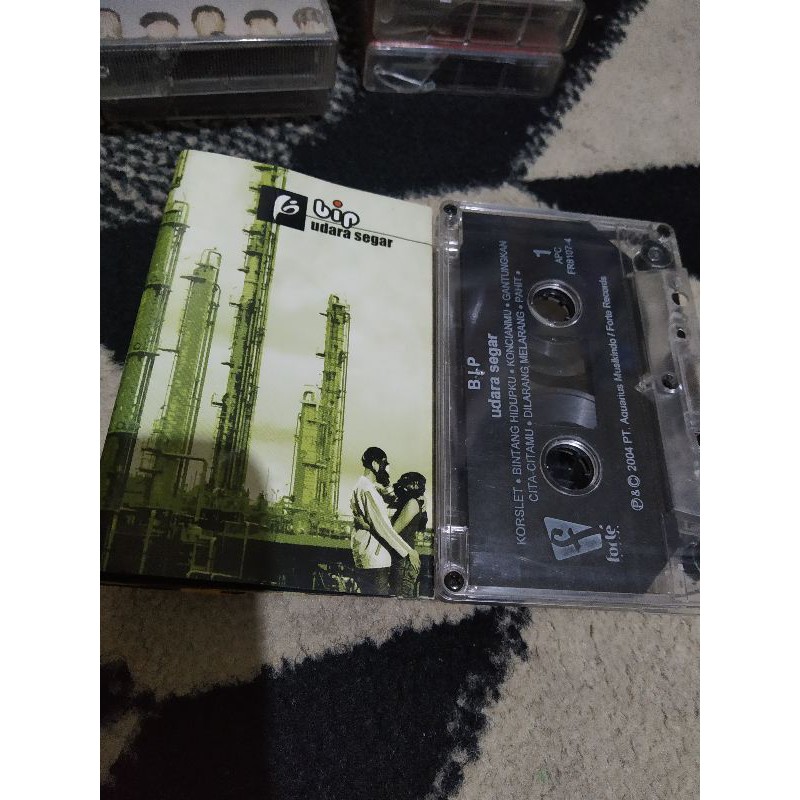 bip
udara segar
1
APC
FR8107-4
B.I.P
udara segar
KORSLET • BINTANG HIDUPKU • KONCIANMU • GANTUNGKAN
CITA CITAMU • DILARANG MELARANG • PAHIT •
forte
℗ & © 2004 PT. Aquarius Musikindo / Forte Records